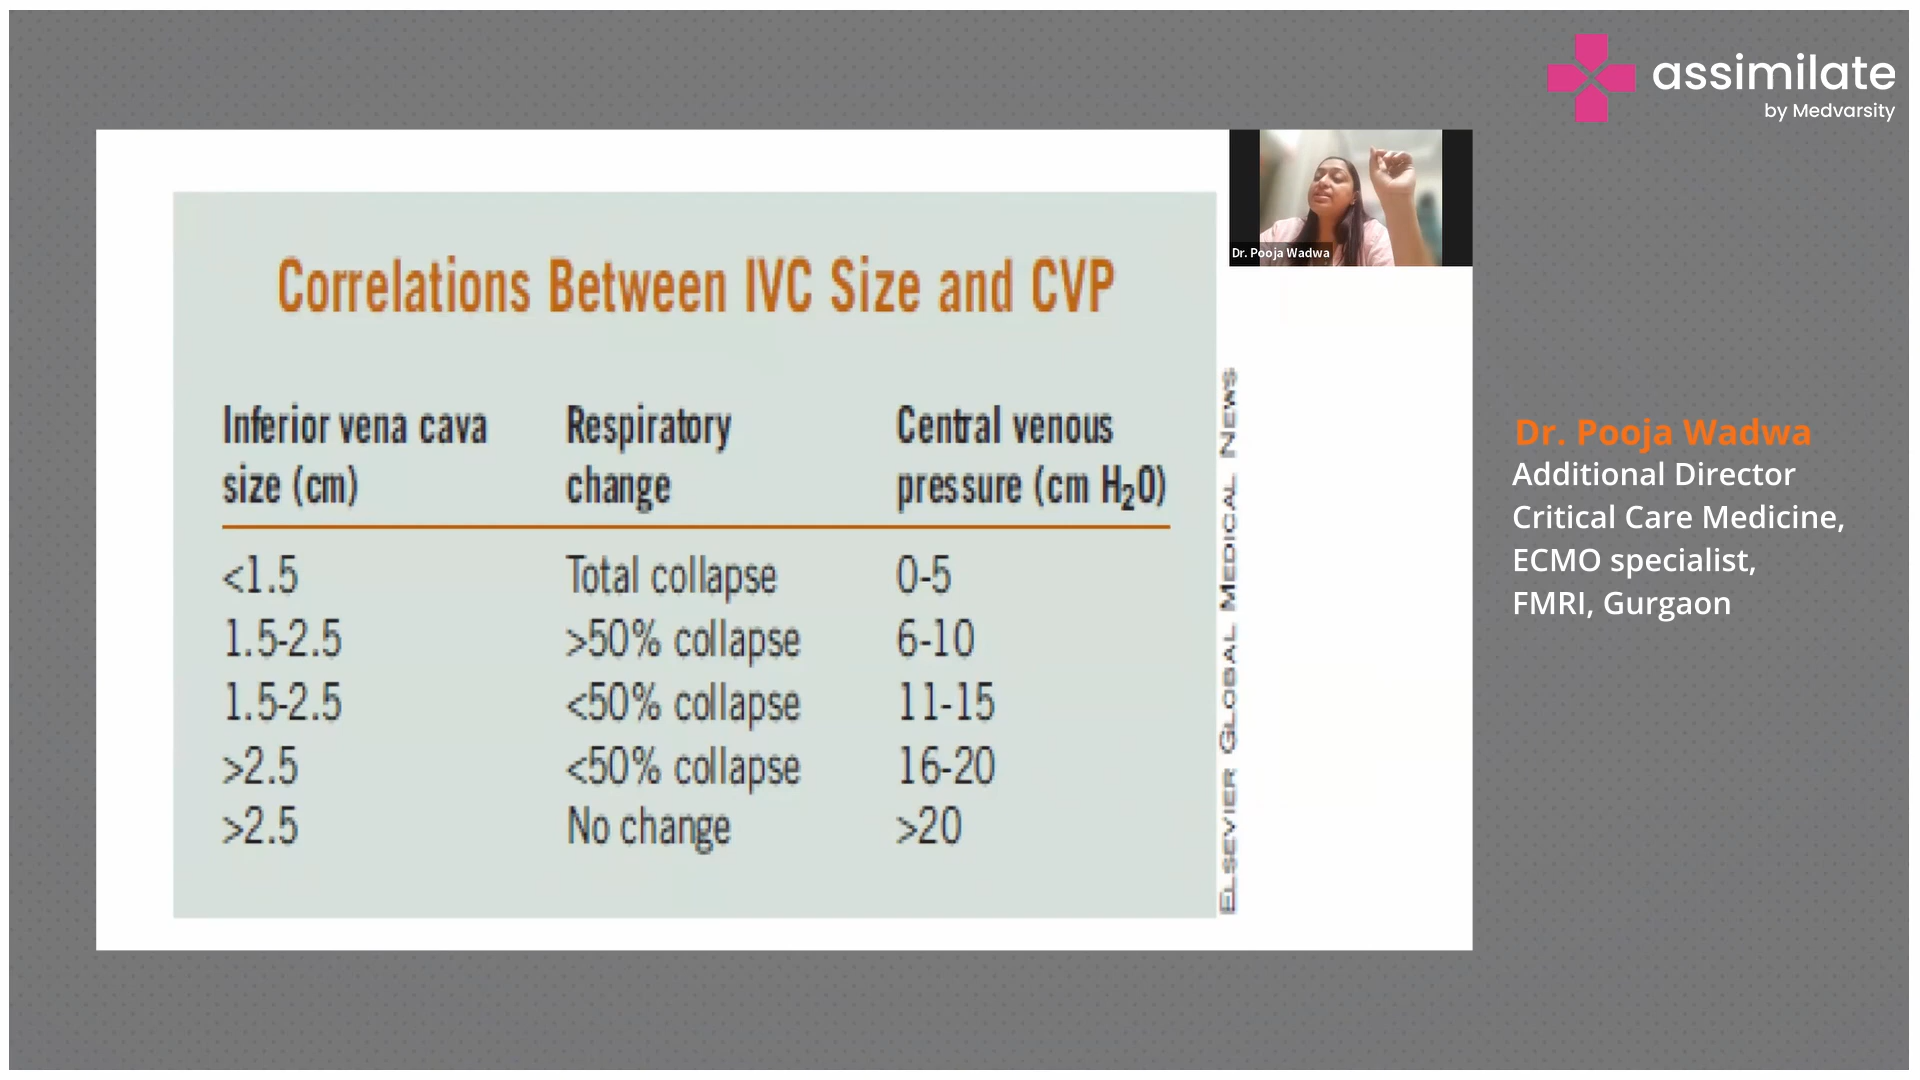 assimilate
by Medvarsity
Dr. Pooja Wadwa
Correlations Between IVC Size and CVP
Inferior vena cava size (cm) Respiratory change Central venous pressure (cm H₂O)
<1.5 Total collapse 0-5
1.5-2.5 >50% collapse 6-10
1.5-2.5 <50% collapse 11-15
>2.5 <50% collapse 16-20
>2.5 No change >20
ELSEVIER GLOBAL MEDICAL NEWS
Dr. Pooja Wadwa
Additional Director
Critical Care Medicine,
ECMO specialist,
FMRI, Gurgaon